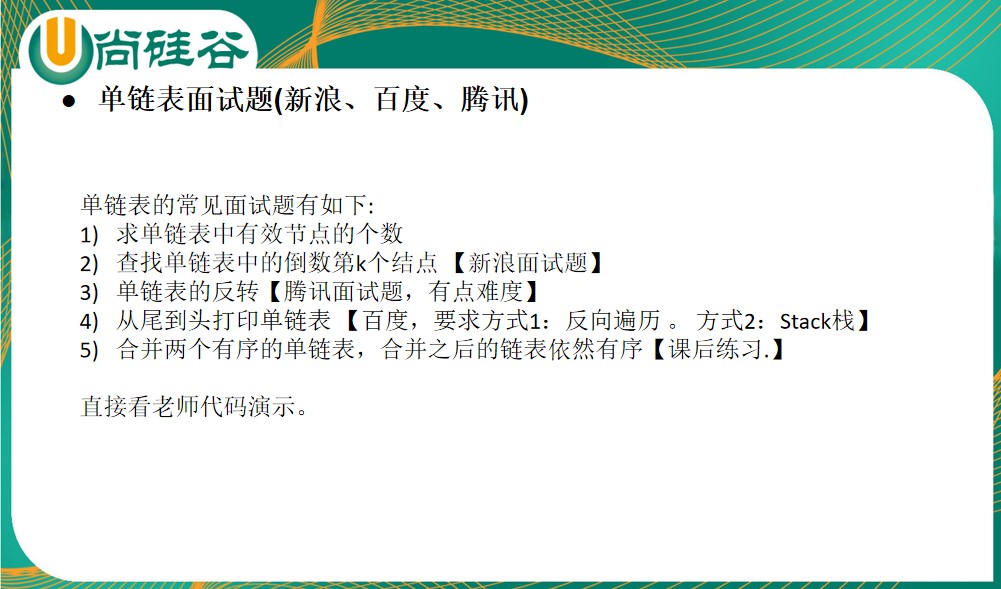 尚硅谷
● 单链表面试题(新浪、百度、腾讯)
单链表的常见面试题有如下:
1) 求单链表中有效节点的个数
2) 查找单链表中的倒数第k个结点 【新浪面试题】
3) 单链表的反转【腾讯面试题，有点难度】
4) 从尾到头打印单链表 【百度，要求方式1：反向遍历 。 方式2：Stack栈】
5) 合并两个有序的单链表，合并之后的链表依然有序【课后练习.】
直接看老师代码演示。